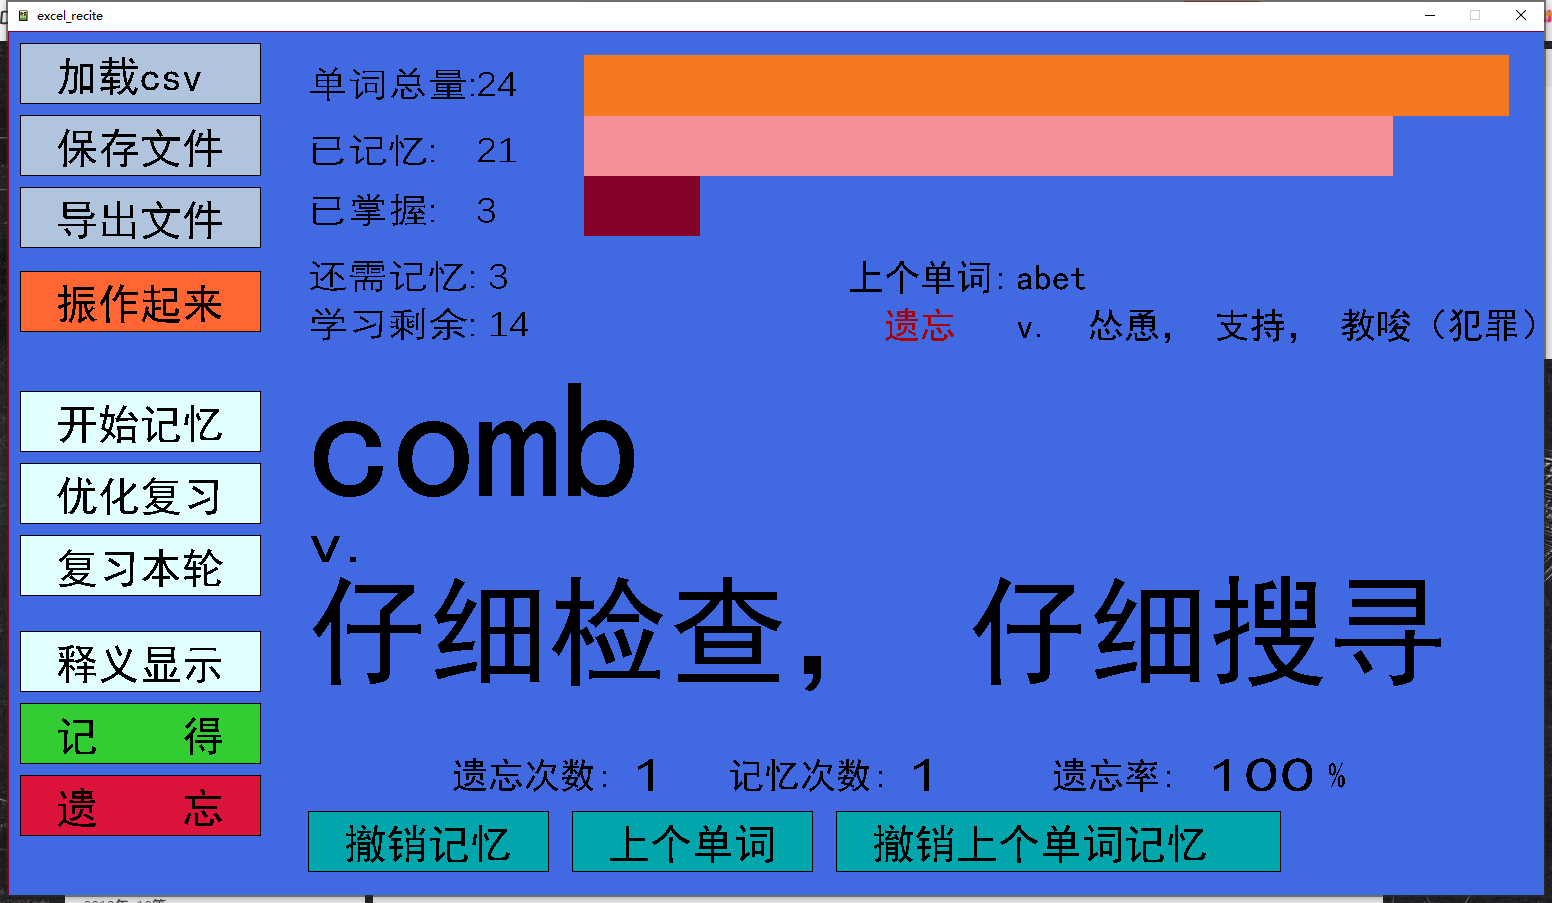 excel_recite
加载csv
保存文件
导出文件
振作起来
开始记忆
优化复习
复习本轮
释义显示
记 得
遗 忘
单词总量:24
已记忆: 21
已掌握: 3
还需记忆: 3
学习剩余: 14
上个单词: abet
遗忘 v. 怂恿, 支持, 教唆（犯罪）
comb
v.
仔细检查, 仔细搜寻
遗忘次数: 1 记忆次数: 1 遗忘率: 100 %
撤销记忆 上个单词 撤销上个单词记忆